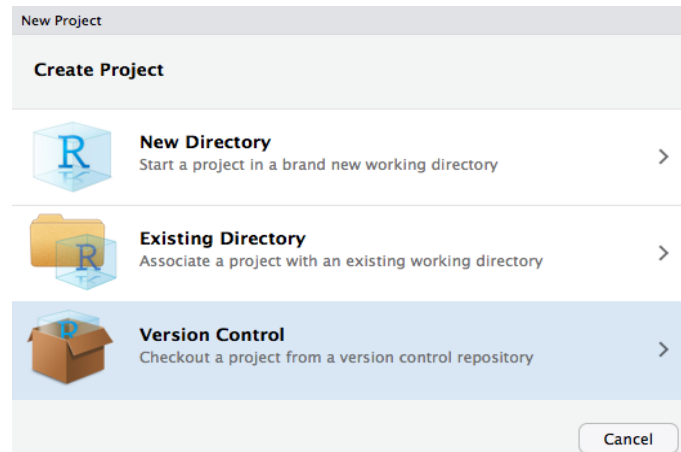 New Project
Create Project
R
New Directory
Start a project in a brand new working directory
R
Existing Directory
Associate a project with an existing working directory
R
Version Control
Checkout a project from a version control repository
Cancel